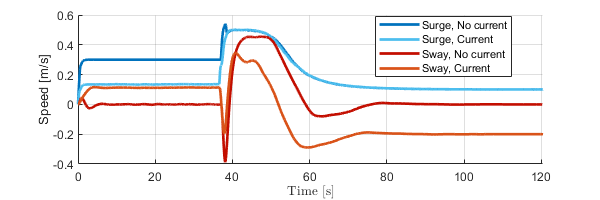 0.6
0.4
0.2
0
-0.2
-0.4
Speed [m/s]
Surge, No current
Surge, Current
Sway, No current
Sway, Current
0 20 40 60 80 100 120
Time [s]